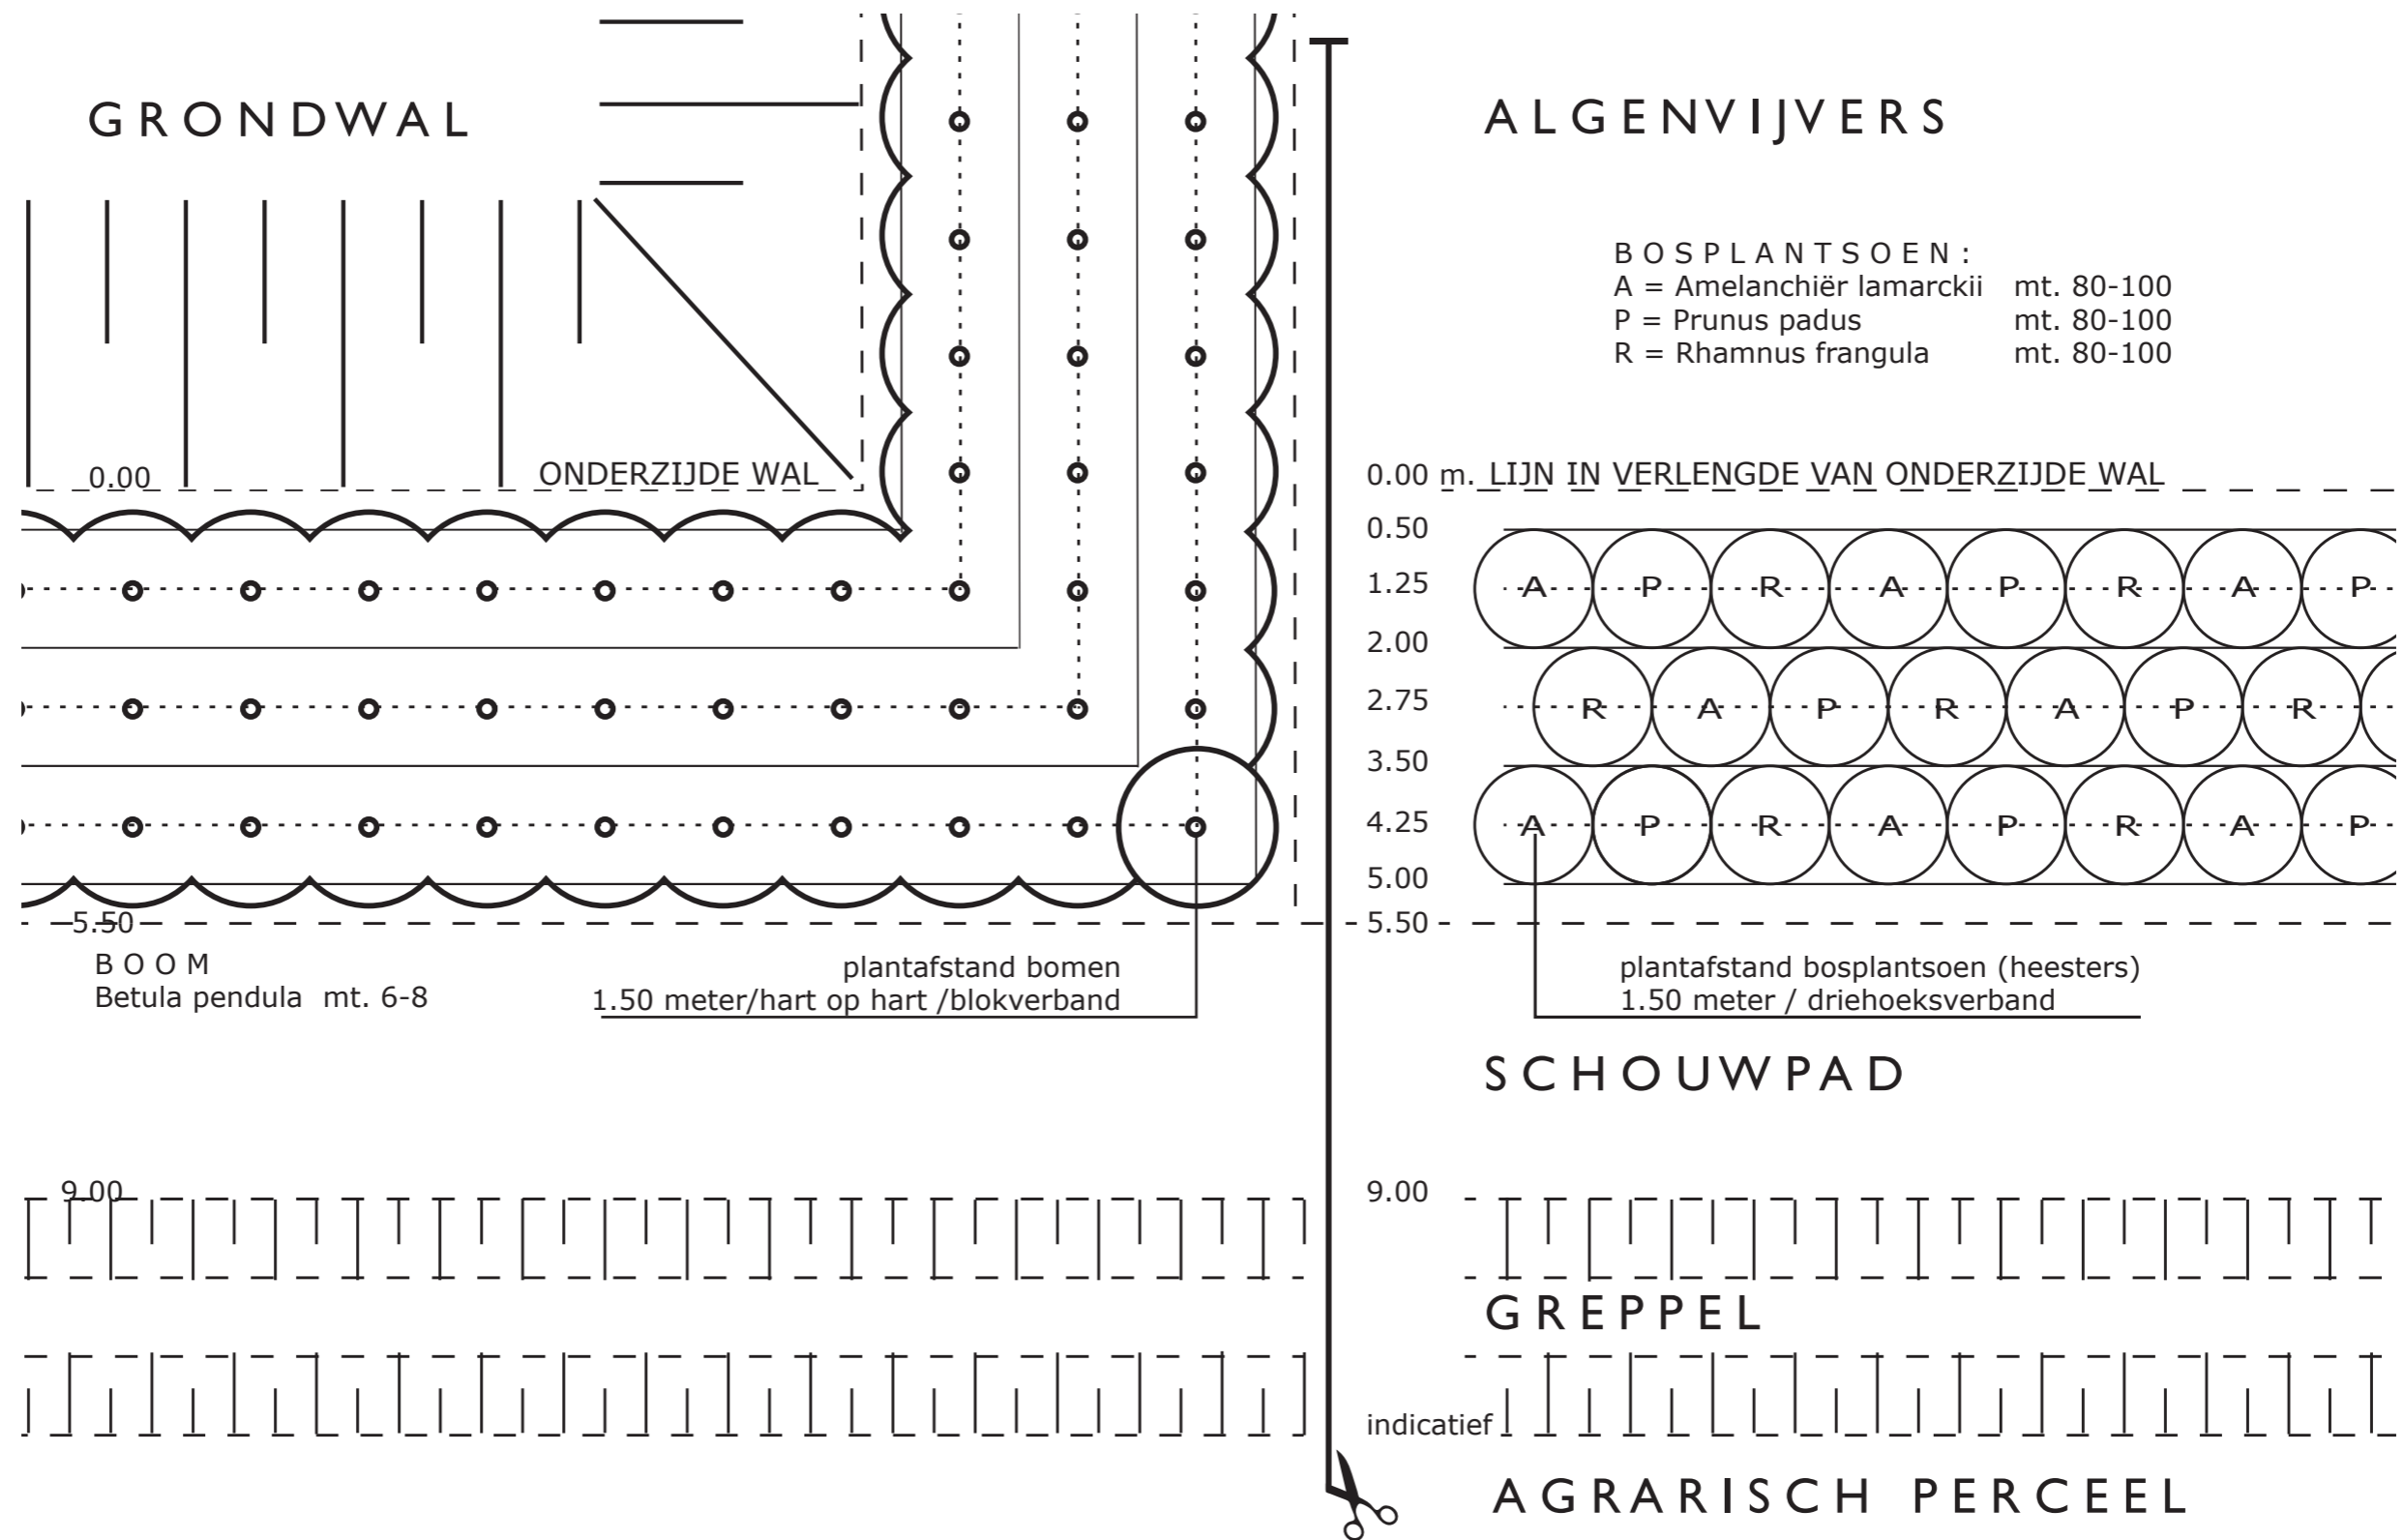 GRONDWAL
0.00
ONDERZIJDE WAL
5.50
BOOM
Betula pendula mt. 6-8
plantafstand bomen
1.50 meter/hart op hart /blokverband
9.00
ALGENVIJVERS
BOSPLANTSOEN:
A = Amelanchiër lamarckii mt. 80-100
P = Prunus padus mt. 80-100
R = Rhamnus frangula mt. 80-100
0.00 m. LIJN IN VERLENGDE VAN ONDERZIJDE WAL
0.50
1.25 A P R A P R A P
2.00
2.75 R A P R A P R
3.50
4.25 A P R A P R A P
5.00
5.50
plantafstand bosplantsoen (heesters)
1.50 meter / driehoeksverband
SCHOUWPAD
9.00
GREPPEL
indicatief
AGRARISCH PERCEEL